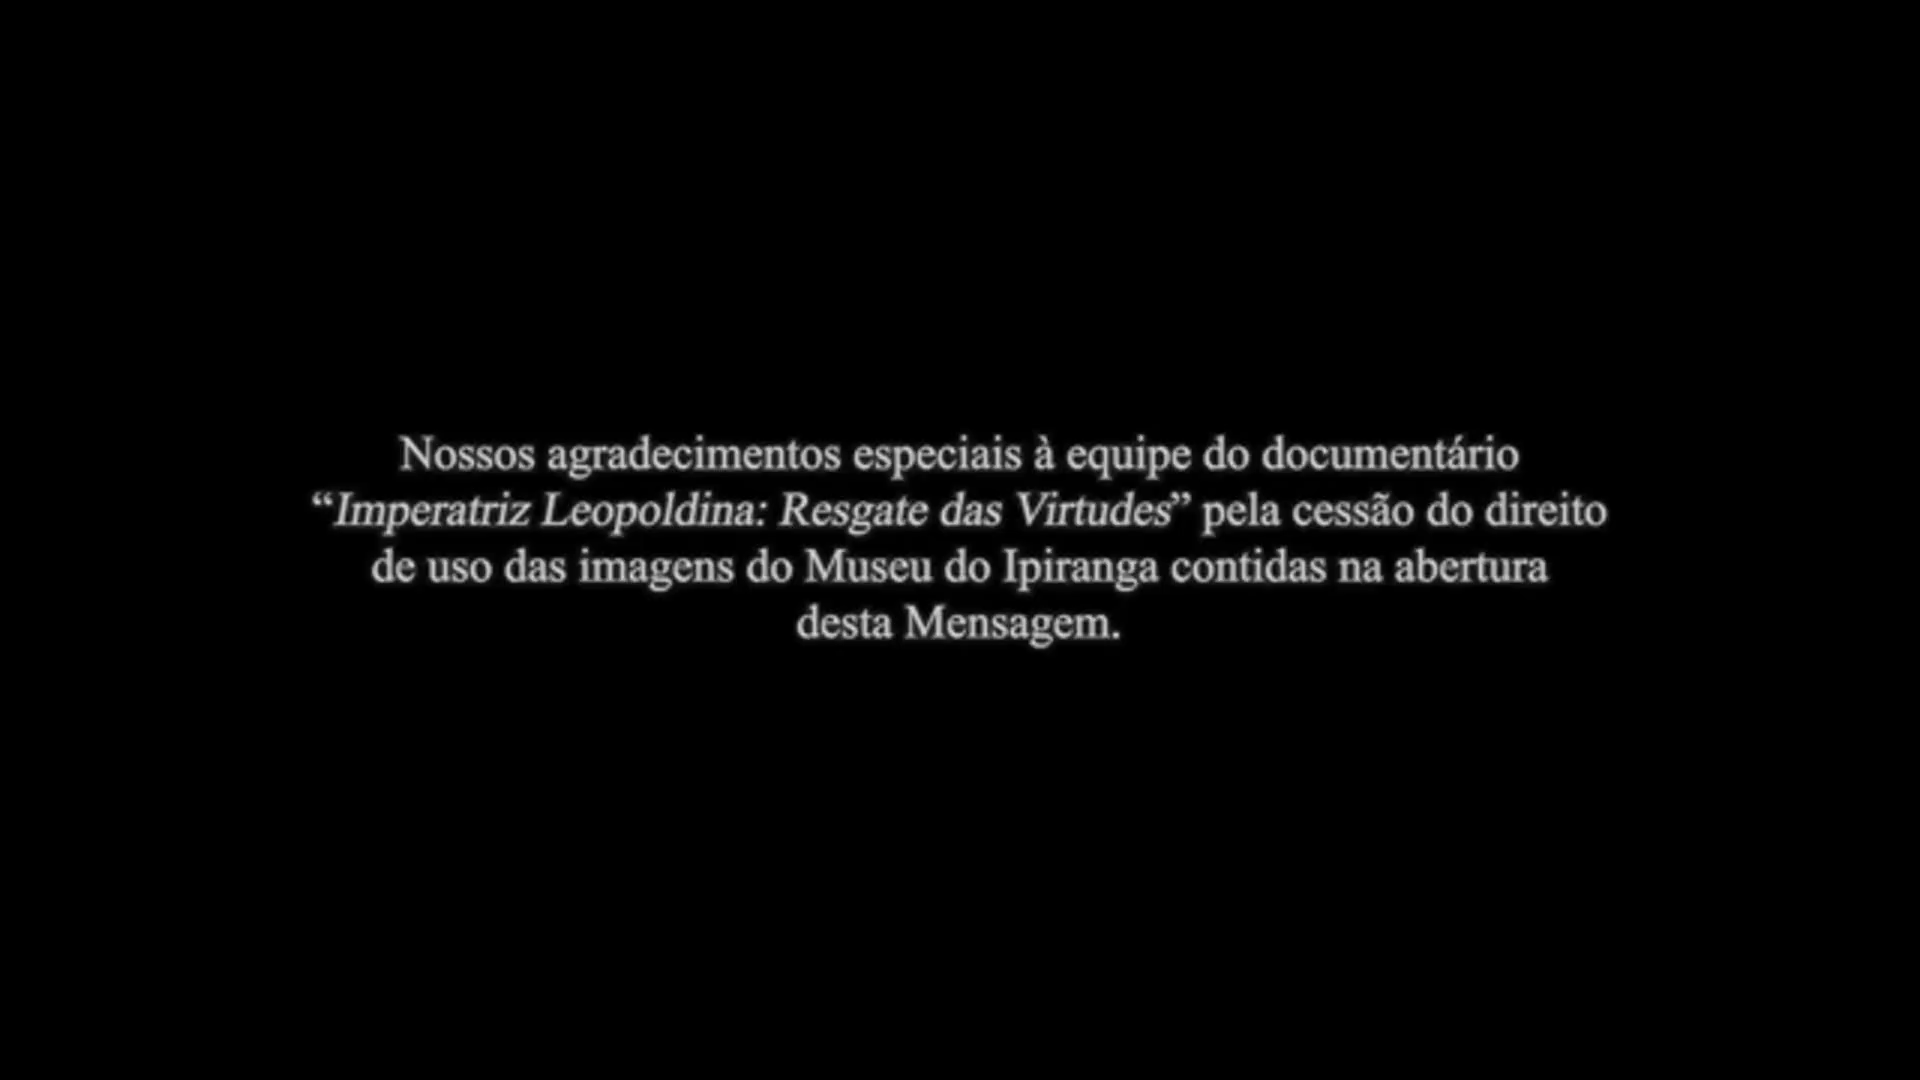 Nossos agradecimentos especiais à equipe do documentário
“Imperatriz Leopoldina: Resgate das Virtudes” pela cessão do direito
de uso das imagens do Museu do Ipiranga contidas na abertura
desta Mensagem.